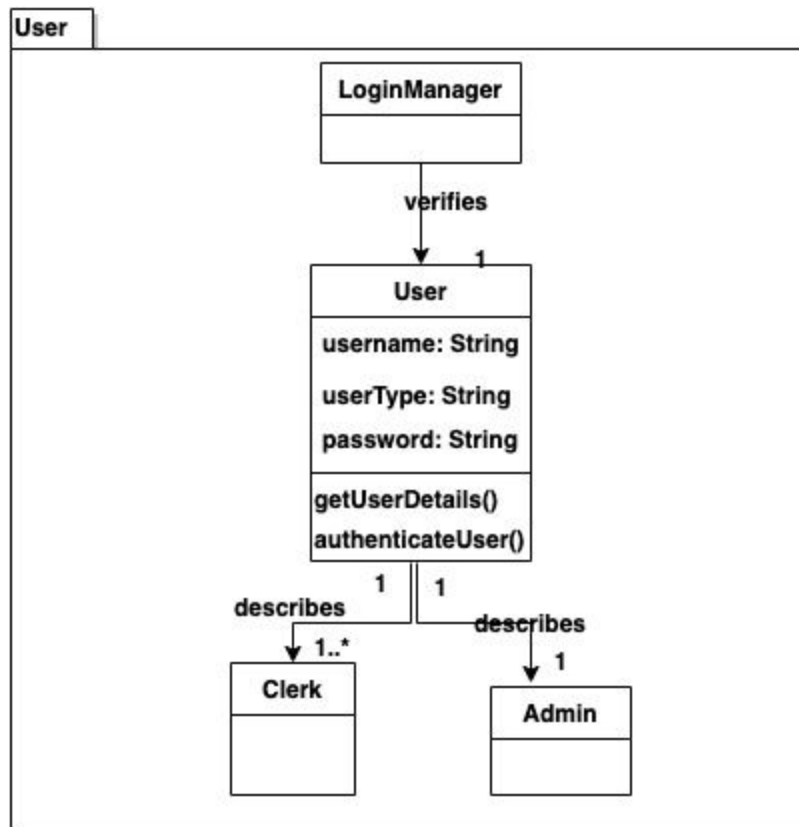 User
LoginManager
verifies
1
User
username: String
userType: String
password: String
getUserDetails()
authenticateUser()
1
1
describes
describes
1..*
1
Clerk
Admin